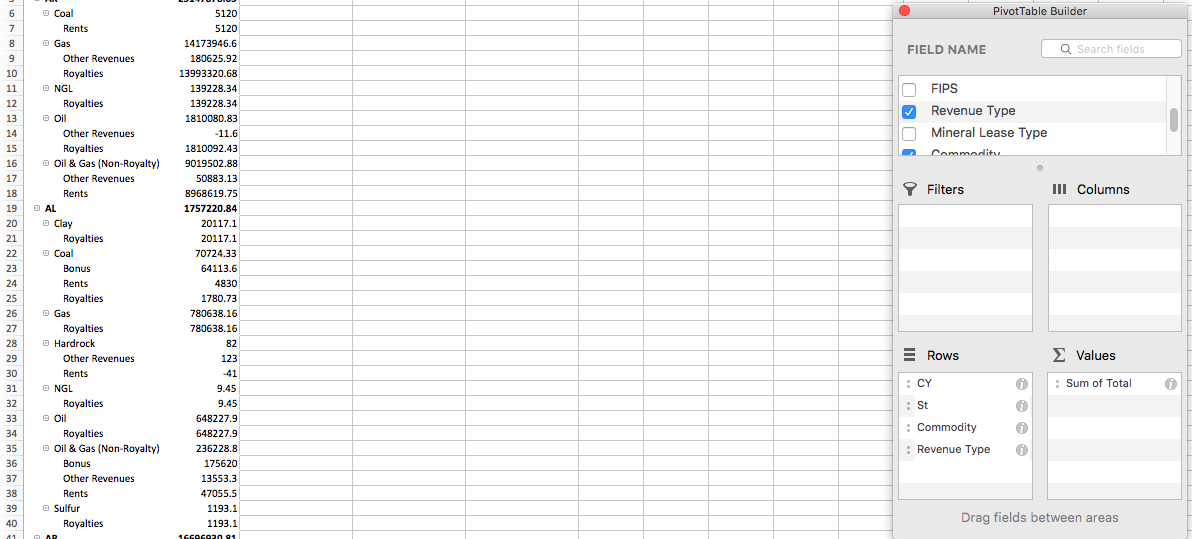 6 Coal 5120
7 Rents 5120
8 Gas 14173946.6
9 Other Revenues 180625.92
10 Royalties 13993320.68
11 NGL 139228.34
12 Royalties 139228.34
13 Oil 1810080.83
14 Other Revenues -11.6
15 Royalties 1810092.43
16 Oil & Gas (Non-Royalty) 9019502.88
17 Other Revenues 50883.13
18 Rents 8968619.75
19 AL 1757220.84
20 Clay 20117.1
21 Royalties 20117.1
22 Coal 70724.33
23 Bonus 64113.6
24 Rents 4830
25 Royalties 1780.73
26 Gas 780638.16
27 Royalties 780638.16
28 Hardrock 82
29 Other Revenues 123
30 Rents -41
31 NGL 9.45
32 Royalties 9.45
33 Oil 648227.9
34 Royalties 648227.9
35 Oil & Gas (Non-Royalty) 236228.8
36 Bonus 175620
37 Other Revenues 13553.3
38 Rents 47055.5
39 Sulfur 1193.1
40 Royalties 1193.1
41 AR 16696930.81
PivotTable Builder
FIELD NAME
Search fields
FIPS
Revenue Type
Mineral Lease Type
Commodity
Filters
Columns
Rows
CY
St
Commodity
Revenue Type
Values
Sum of Total
Drag fields between areas